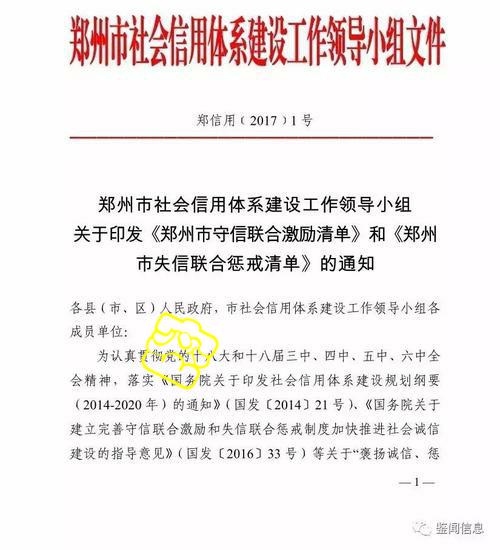 郑州市社会信用体系建设工作领导小组文件
郑信用〔2017〕1号
郑州市社会信用体系建设工作领导小组
关于印发《郑州市守信联合激励清单》和《郑州
市失信联合惩戒清单》的通知
各县（市、区）人民政府，市社会信用体系建设工作领导小组各
成员单位：
为认真贯彻党的十八大和十八届三中、四中、五中、六中全
会精神，落实《国务院关于印发社会信用体系建设规划纲要
（2014-2020年）的通知》（国发〔2014〕21号）、《国务院关于
建立完善守信联合激励和失信联合惩戒制度加快推进社会诚信
建设的指导意见》（国发〔2016〕33号）等关于“褒扬诚信、惩
—1—
鉴闻信息